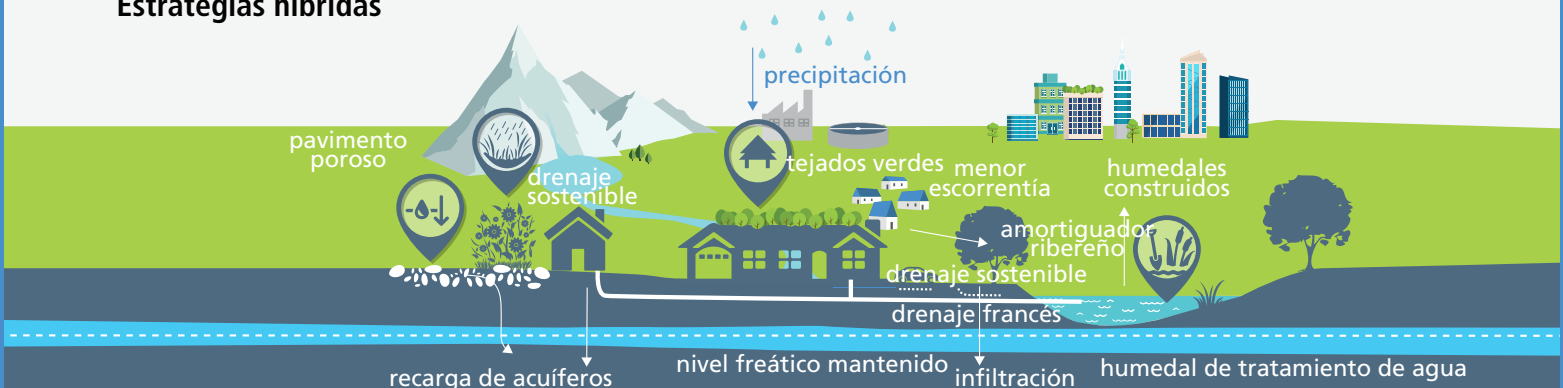 Estrategias híbridas
precipitación
pavimento
poroso
drenaje
sostenible
tejados verdes
menor
escorrentía
humedales
construidos
amortiguador
ribereño
drenaje sostenible
drenaje francés
nivel freático mantenido
humedal de tratamiento de agua
recarga de acuíferos
infiltración